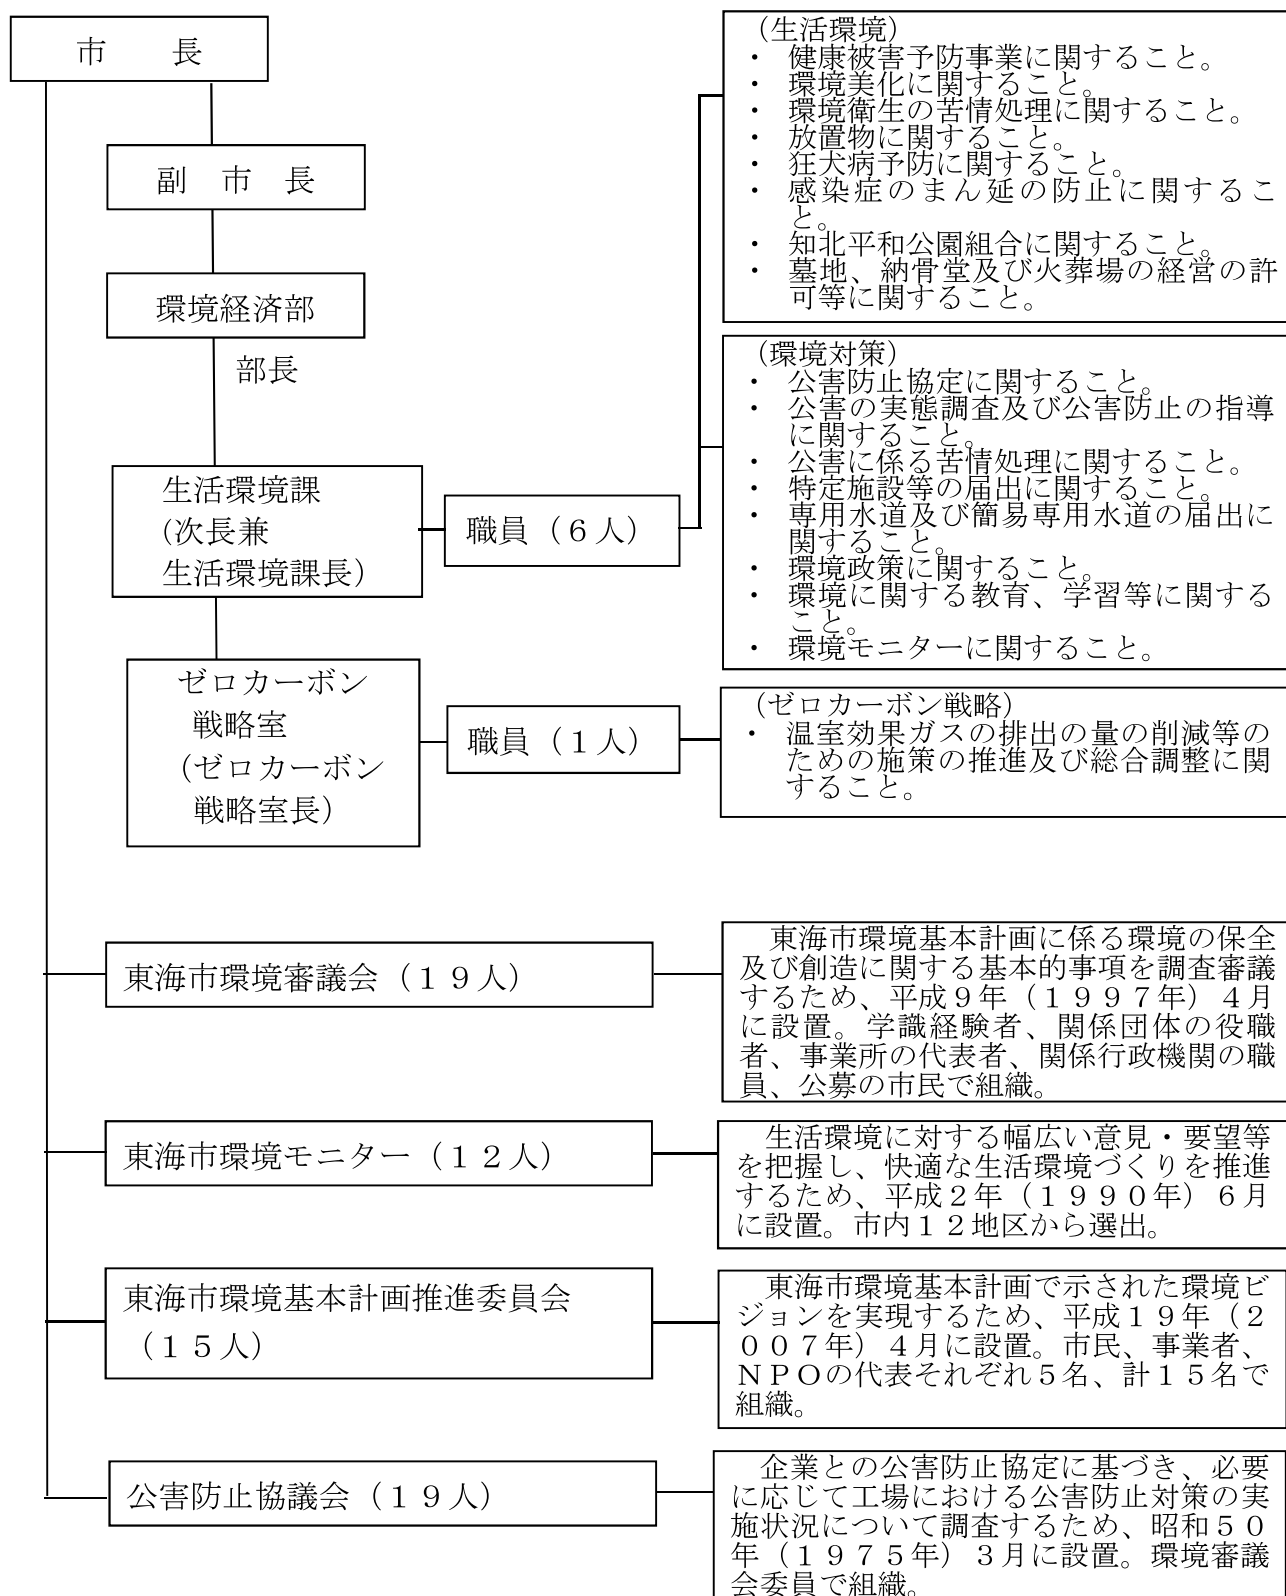 市　　長
副　市　長
環境経済部
部長
生活環境課
（次長兼
生活環境課長）
職員（６人）
（生活環境）
・　健康被害予防事業に関すること。
・　環境美化に関すること。
・　環境衛生の苦情処理に関すること。
・　放置物に関すること。
・　狂犬病予防に関すること。
・　感染症のまん延の防止に関するこ
と。
・　知北平和公園組合に関すること。
・　墓地、納骨堂及び火葬場の経営の許
可等に関すること。
（環境対策）
・　公害防止協定に関すること。
・　公害の実態調査及び公害防止の指導
に関すること。
・　公害に係る苦情処理に関すること。
・　特定施設等の届出に関すること。
・　専用水道及び簡易専用水道の届出に
関すること。
・　環境政策に関すること。
・　環境に関する教育、学習等に関する
こと。
・　環境モニターに関すること。
ゼロカーボン
戦略室
（ゼロカーボン
戦略室長）
職員（１人）
（ゼロカーボン戦略）
・　温室効果ガスの排出の量の削減等の
ための施策の推進及び総合調整に関
すること。
東海市環境審議会（１９人）
東海市環境基本計画に係る環境の保全
及び創造に関する基本的事項を調査審議
するため、平成９年（１９９７年）４月
に設置。学識経験者、関係団体の役職
者、事業所の代表者、関係行政機関の職
員、公募の市民で組織。
東海市環境モニター（１２人）
生活環境に対する幅広い意見・要望等
を把握し、快適な生活環境づくりを推進
するため、平成２年（１９９０年）６月
に設置。市内１２地区から選出。
東海市環境基本計画推進委員会
（１５人）
東海市環境基本計画で示された環境ビ
ジョンを実現するため、平成１９年（２
００７年）４月に設置。市民、事業者、
ＮＰＯの代表それぞれ５名、計１５名で
組織。
公害防止協議会（１９人）
企業との公害防止協定に基づき、必要
に応じて工場における公害防止対策の実
施状況について調査するため、昭和５０
年（１９７５年）３月に設置。環境審議
会委員で組織。